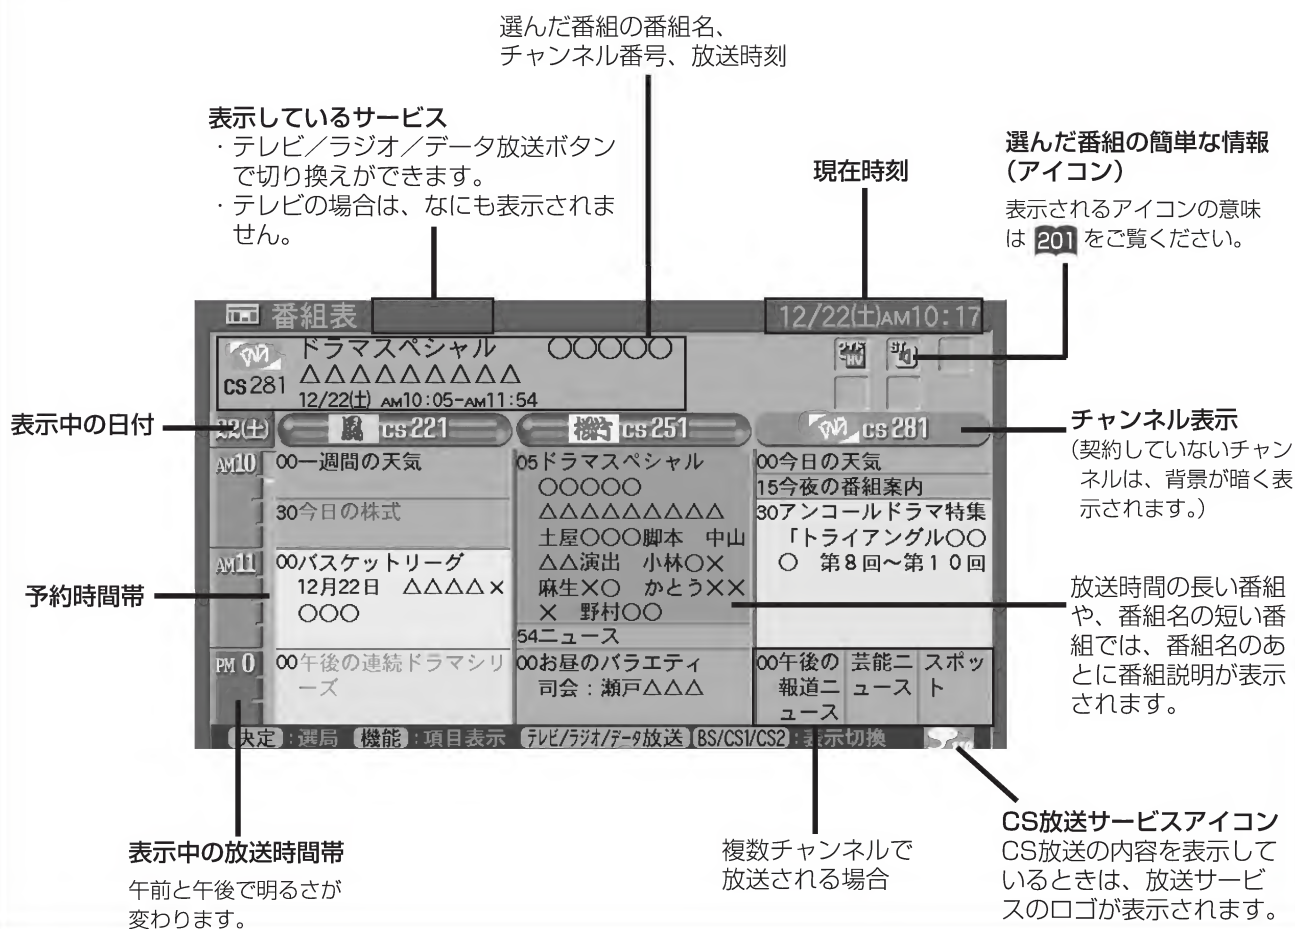 選んだ番組の番組名、
チャンネル番号、放送時刻
表示しているサービス
・テレビ／ラジオ／データ放送ボタン
で切り換えができます。
・テレビの場合は、なにも表示されま
せん。
現在時刻
選んだ番組の簡単な情報
（アイコン）
表示されるアイコンの意味
は 201 をご覧ください。
番組表
12/22(土)AM10:17
ドラマスペシャル ○○○○○
CS281 △△△△△△△△△
12/22(土) AM10:05-AM11:54
表示中の日付
22(土)
CS221
CS251
CS281
チャンネル表示
（契約していないチャン
ネルは、背景が暗く表
示されます。）
AM10
00一週間の天気
30今日の株式
05ドラマスペシャル
○○○○○
△△△△△△△△△
土屋○○○脚本 中山
△△演出 小林○×
麻生×○ かとう××
× 野村○○
54ニュース
00今日の天気
15今夜の番組案内
30アンコールドラマ特集
「トライアングル○○
○ 第８回～第１０回
予約時間帯
AM11
00バスケットリーグ
12月22日 △△△△×
○○○
放送時間の長い番組
や、番組名の短い番
組では、番組名のあ
とに番組説明が表示
されます。
PM 0
00午後の連続ドラマシリ
ーズ
00お昼のバラエティ
司会：瀬戸△△△
00午後の
報道ニ
ュース
芸能ニ
ュース
スポッ
ト
決定:選局 機能:項目表示 テレビ/ラジオ/データ放送 BS/CS1/CS2:表示切換
表示中の放送時間帯
午前と午後で明るさが
変わります。
複数チャンネルで
放送される場合
CS放送サービスアイコン
CS放送の内容を表示して
いるときは、放送サービ
スのロゴが表示されます。